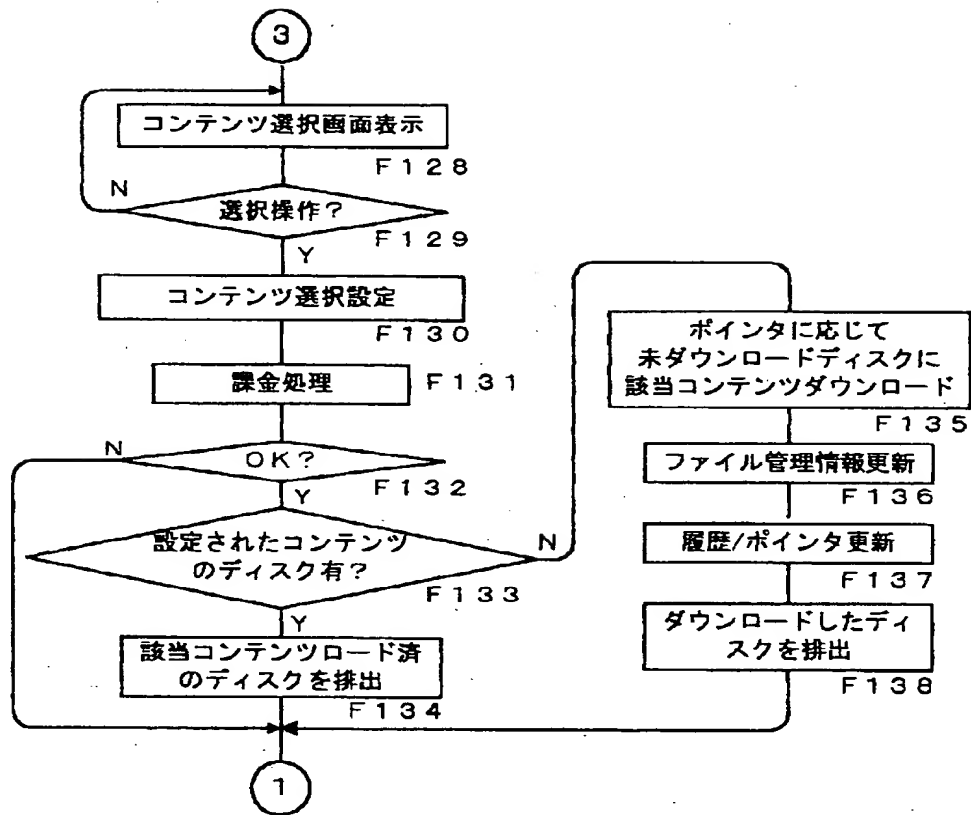 3
コンテンツ選択画面表示
F128
N
選択操作?
F129
Y
コンテンツ選択設定
F130
課金処理
F131
N
OK?
F132
Y
設定されたコンテンツ
のディスク有?
N
F133
Y
該当コンテンツロード済
のディスクを排出
F134
1
ポインタに応じて
未ダウンロードディスクに
該当コンテンツダウンロード
F135
ファイル管理情報更新
F136
履歴/ポインタ更新
F137
ダウンロードしたディ
スクを排出
F138